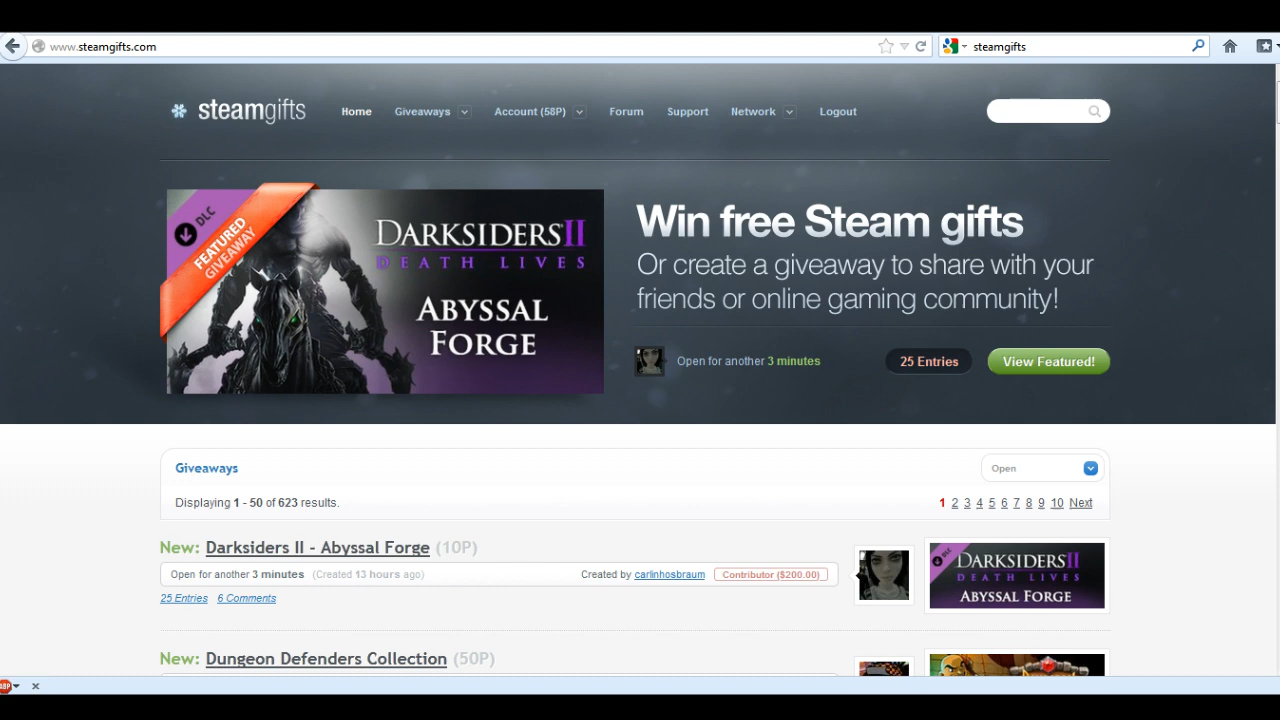 www.steamgifts.com
steamgifts
steamgifts
Home
Giveaways
Account (58P)
Forum
Support
Network
Logout
DLC
FEATURED
GIVEAWAY
DARKSIDERS II
DEATH LIVES
ABYSSAL
FORGE
Win free Steam gifts
Or create a giveaway to share with your
friends or online gaming community!
Open for another 3 minutes
25 Entries
View Featured!
Giveaways
Open
Displaying 1 - 50 of 623 results.
1 2 3 4 5 6 7 8 9 10 Next
New: Darksiders II - Abyssal Forge (10P)
Open for another 3 minutes (Created 13 hours ago)
Created by carlinhosbraum
Contributor ($200.00)
25 Entries 6 Comments
DLC
DARKSIDERS II
DEATH LIVES
ABYSSAL FORGE
New: Dungeon Defenders Collection (50P)